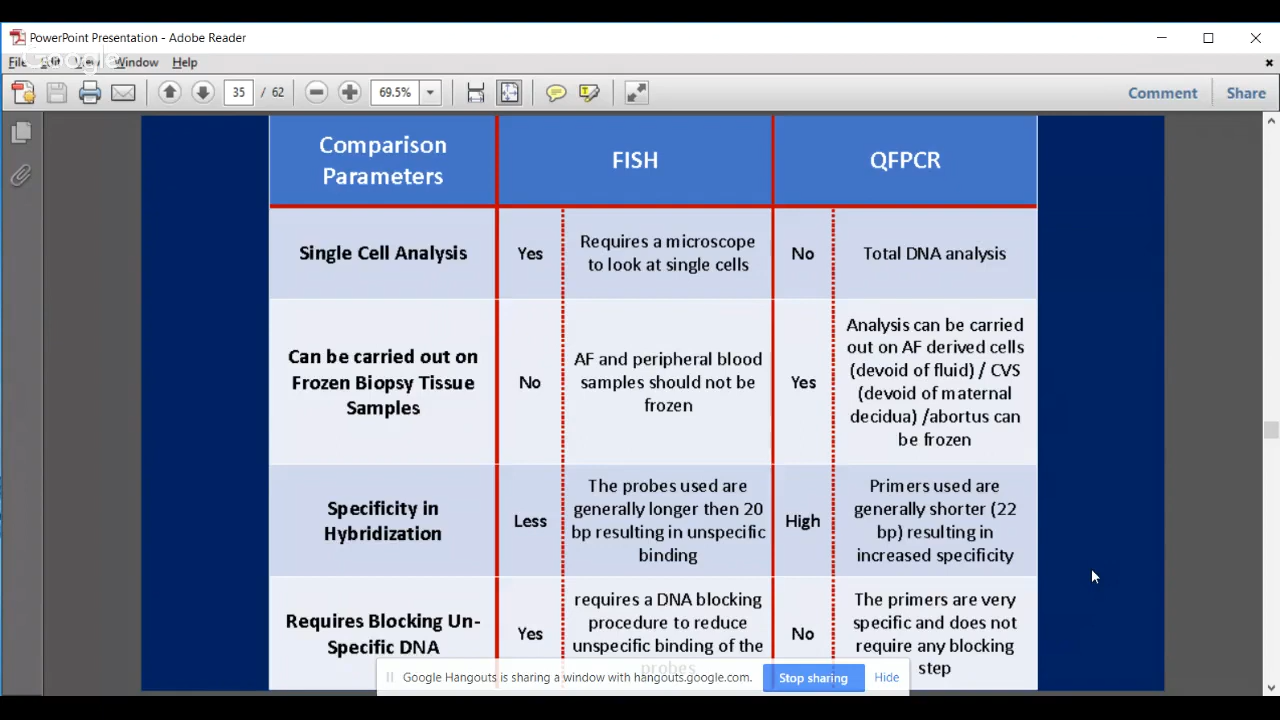 PowerPoint Presentation - Adobe Reader
Google
File Edit View Window Help
35 / 62 69.5% Comment Share
Comparison
Parameters
FISH
QFPCR
Single Cell Analysis
Yes
Requires a microscope
to look at single cells
No
Total DNA analysis
Can be carried out on
Frozen Biopsy Tissue
Samples
No
AF and peripheral blood
samples should not be
frozen
Yes
Analysis can be carried
out on AF derived cells
(devoid of fluid) / CVS
(devoid of maternal
decidua) /abortus can
be frozen
Specificity in
Hybridization
Less
The probes used are
generally longer then 20
bp resulting in unspecific
binding
High
Primers used are
generally shorter (22
bp) resulting in
increased specificity
Requires Blocking Un-
Specific DNA
Yes
requires a DNA blocking
procedure to reduce
unspecific binding of the
probes
No
The primers are very
specific and does not
require any blocking
step
Google Hangouts is sharing a window with hangouts.google.com. Stop sharing Hide